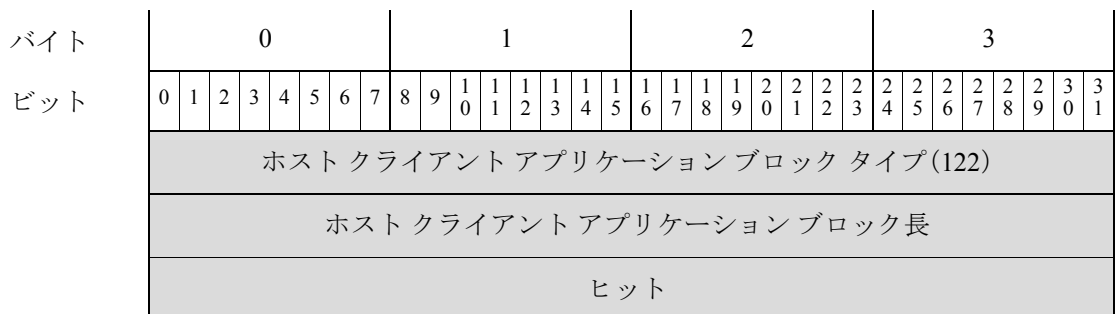 バイト 0 1 2 3
ビット 0 1 2 3 4 5 6 7 8 9 10 11 12 13 14 15 16 17 18 19 20 21 22 23 24 25 26 27 28 29 30 31
ホスト クライアント アプリケーション ブロック タイプ(122)
ホスト クライアント アプリケーション ブロック長
ヒット